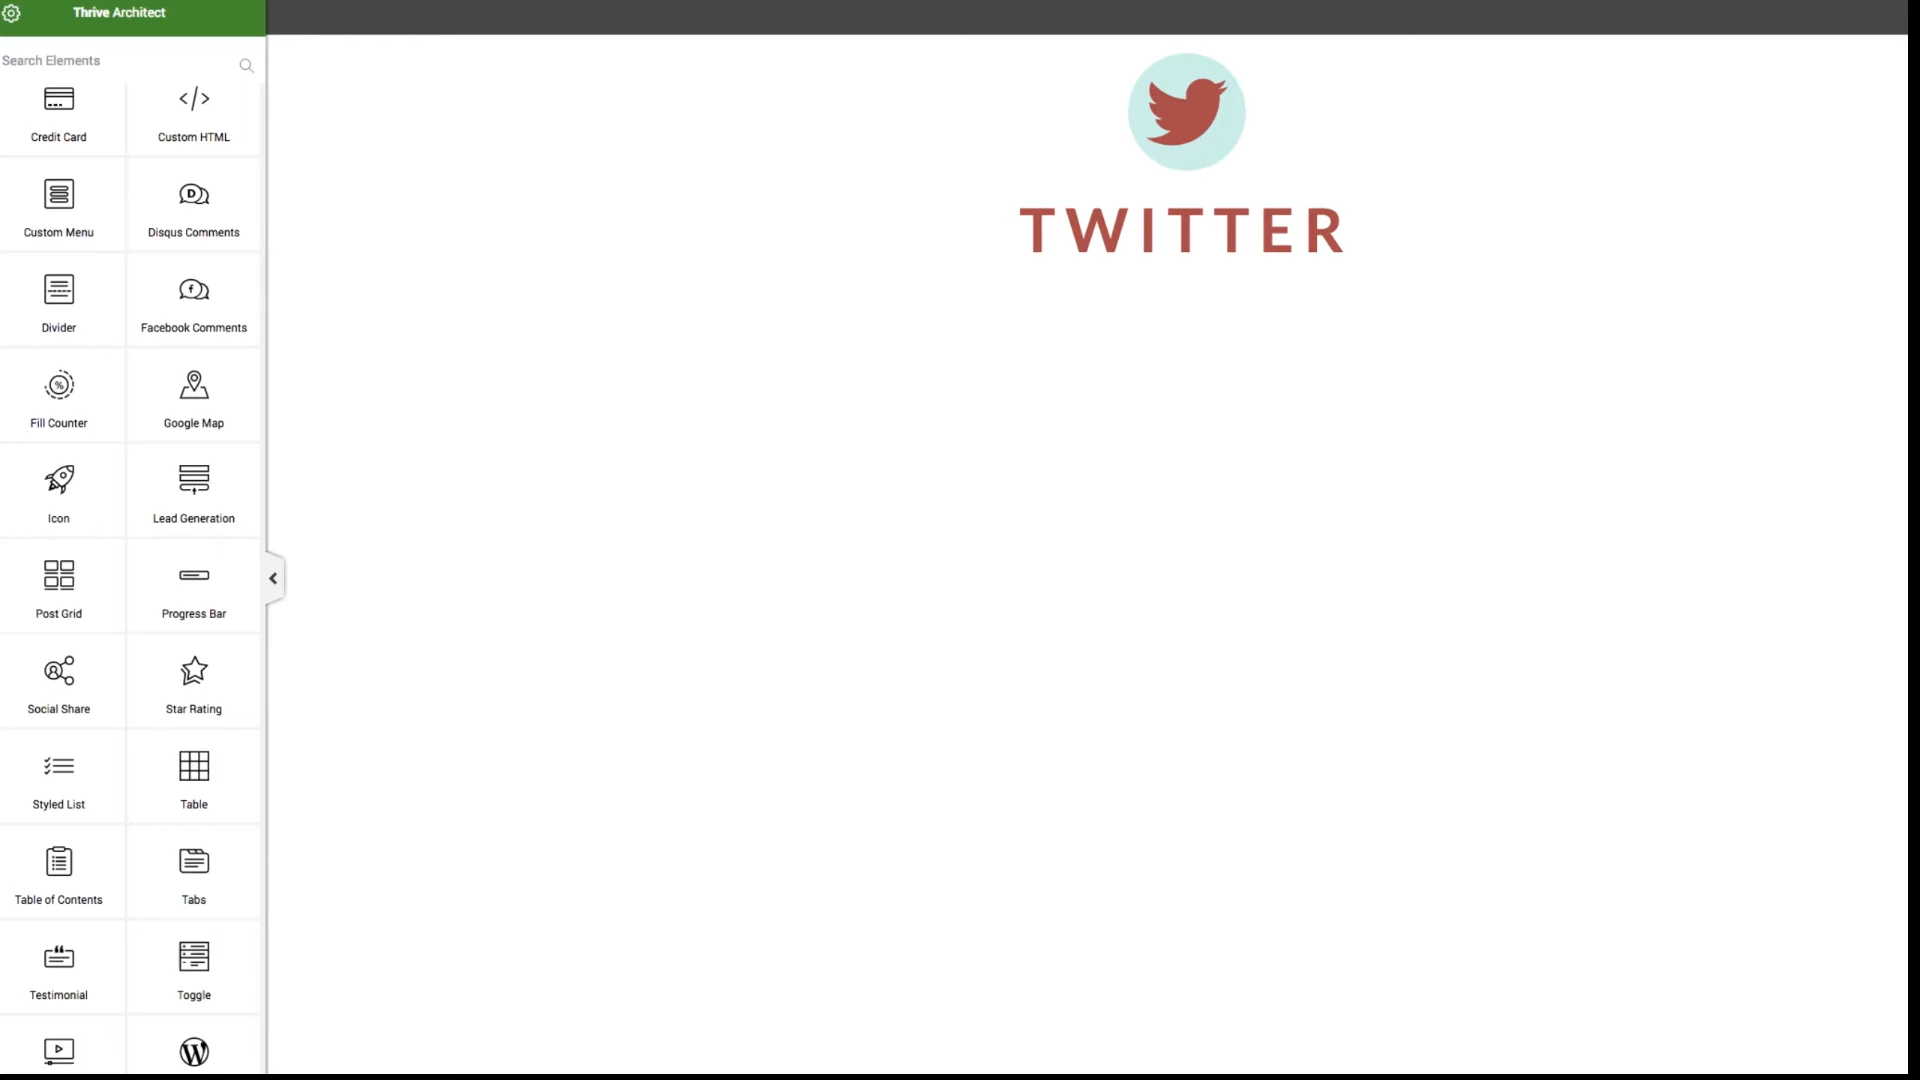 Thrive Architect
Search Elements
Credit Card
Custom HTML
Custom Menu
Disqus Comments
Divider
Facebook Comments
Fill Counter
Google Map
Icon
Lead Generation
Post Grid
Progress Bar
Social Share
Star Rating
Styled List
Table
Table of Contents
Tabs
Testimonial
Toggle
TWITTER